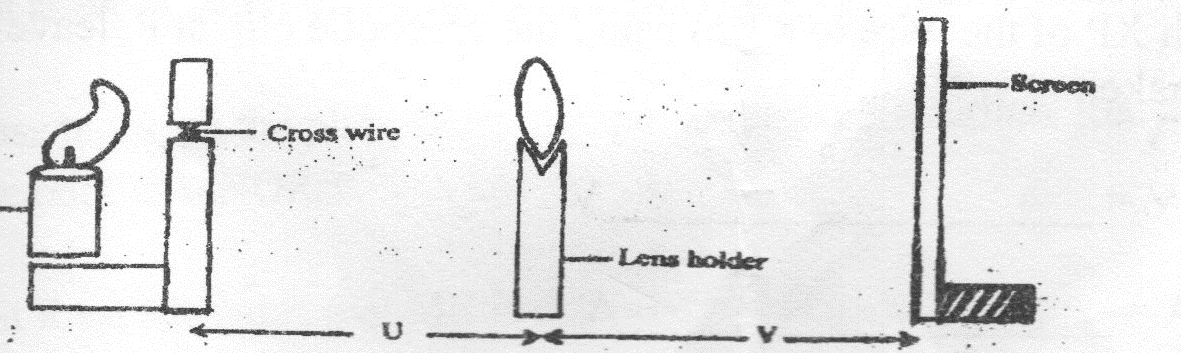 Screen
Cross wire
Lens holder
U
V